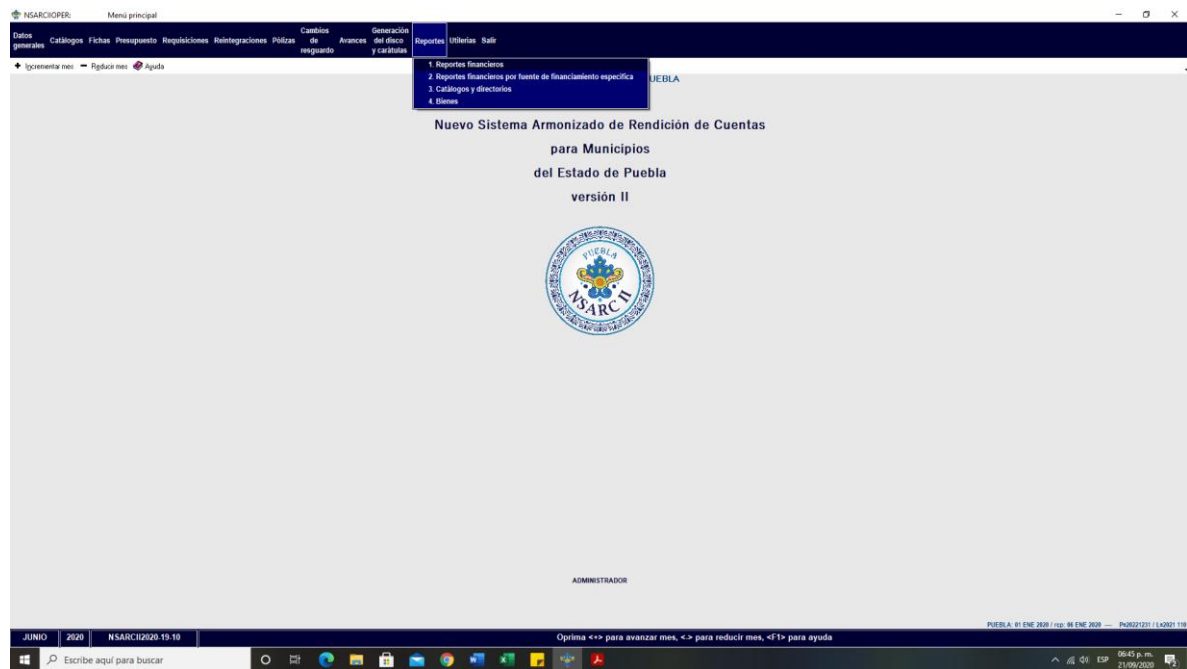 NSARCIIOPER: Menú principal
Datos generales Catálogos Fichas Presupuesto Requisiciones Reintegraciones Pólizas Cambios de resguardo Avances Generación del disco y carátulas Reportes Utilerías Salir
Incrementar mes Reducir mes Ayuda
1. Reportes financieros
2. Reportes financieros por fuente de financiamiento específica
3. Catálogos y directorios
4. Bienes
UEBLA
Nuevo Sistema Armonizado de Rendición de Cuentas
para Municipios
del Estado de Puebla
versión II
PUEBLA
NSARC II
ADMINISTRADOR
PUEBLA: 01 ENE 2020 / rcp: 06 ENE 2020 — Pn20221231 / Ln2021 110
JUNIO 2020 NSARCII2020-19-10 Oprima <+> para avanzar mes, <-> para reducir mes, <F1> para ayuda
Escribe aquí para buscar ESP 06:45 p. m.
21/09/2020